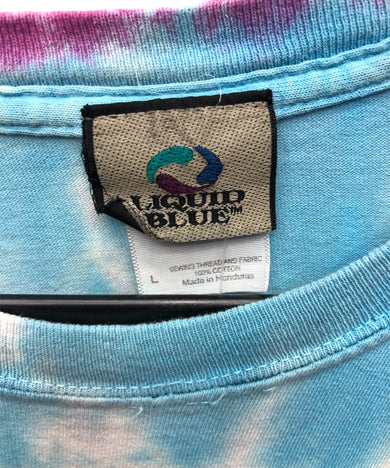 LIQUID
BLUE™
L
SEWING THREAD AND FABRIC
100% COTTON
Made in Honduras